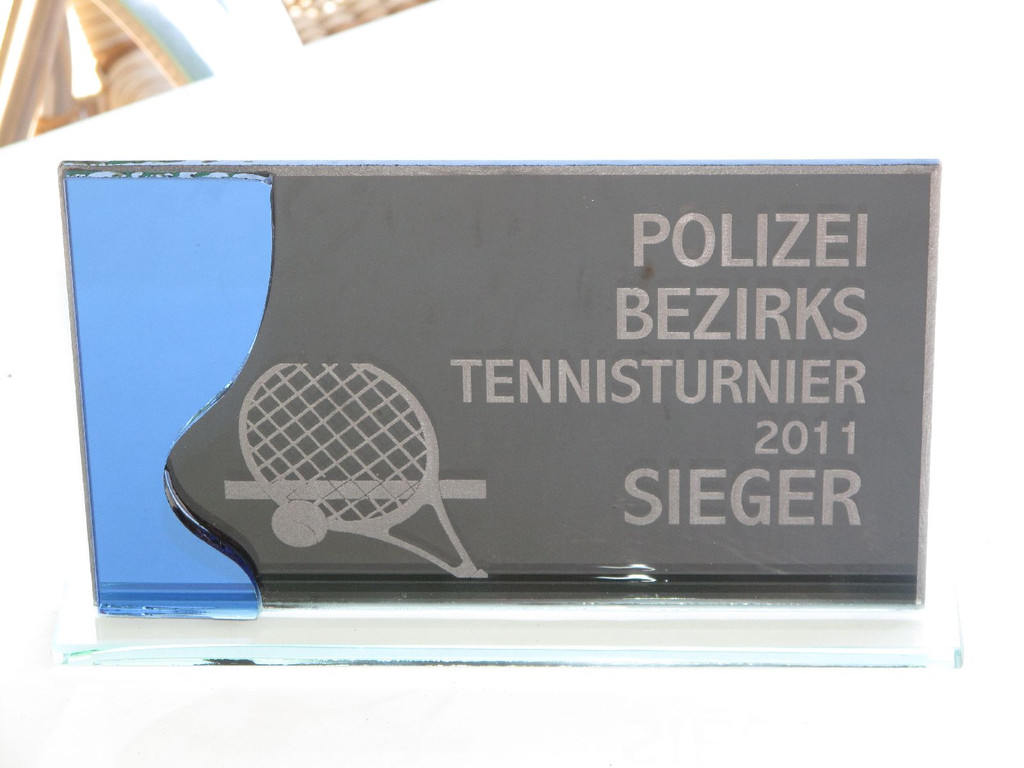 POLIZEI
BEZIRKS
TENNISTURNIER
2011
SIEGER